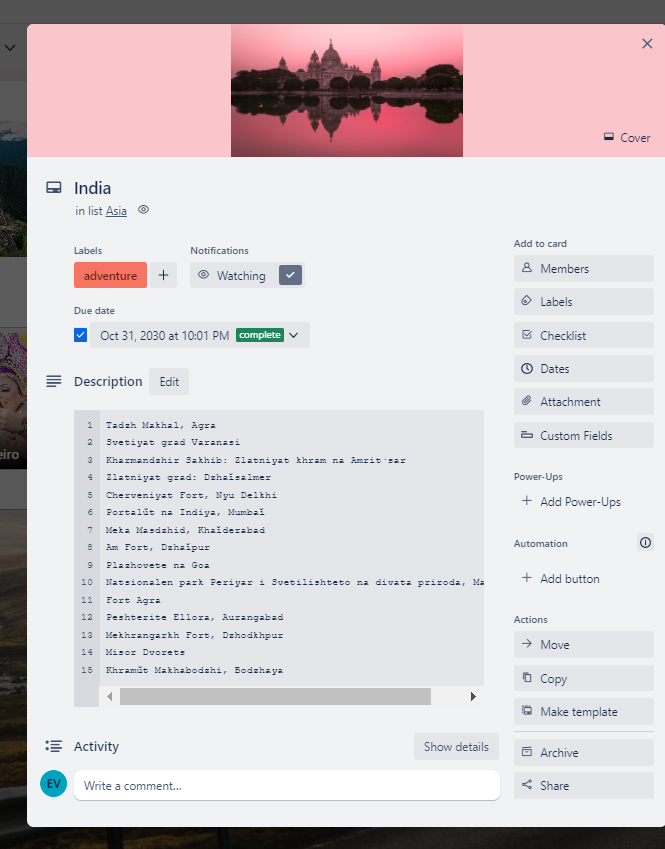 Cover
India
in list Asia
Labels
adventure
Notifications
Watching
Due date
Oct 31, 2030 at 10:01 PM complete
Description Edit
1 Tadzh Makhal, Agra
2 Svetiyat grad Varanasi
3 Kharmandzhir Sakhib: Zlatniyat khram na Amrit·sar
4 Zlatniyat grad: Dzhaĭsalmer
5 Cherveniyat Fort, Nyu Delkhi
6 Portalŭt na Indiya, Mumbaĭ
7 Meka Masdzhid, Khaĭderabad
8 Am Fort, Dzhaĭpur
9 Plazhovete na Goa
10 Natsionalen park Periyar i Svetilishteto na divata priroda, Ma
11 Fort Agra
12 Peshterite Ellora, Aurangabad
13 Mekhrangarkh Fort, Dzhodkhpur
14 Misor Dvorets
15 Khramŭt Makhabodzhi, Bodzhaya
Activity
Show details
EV
Write a comment...
Add to card
Members
Labels
Checklist
Dates
Attachment
Custom Fields
Power-Ups
Add Power-Ups
Automation
Add button
Actions
Move
Copy
Make template
Archive
Share
eiro